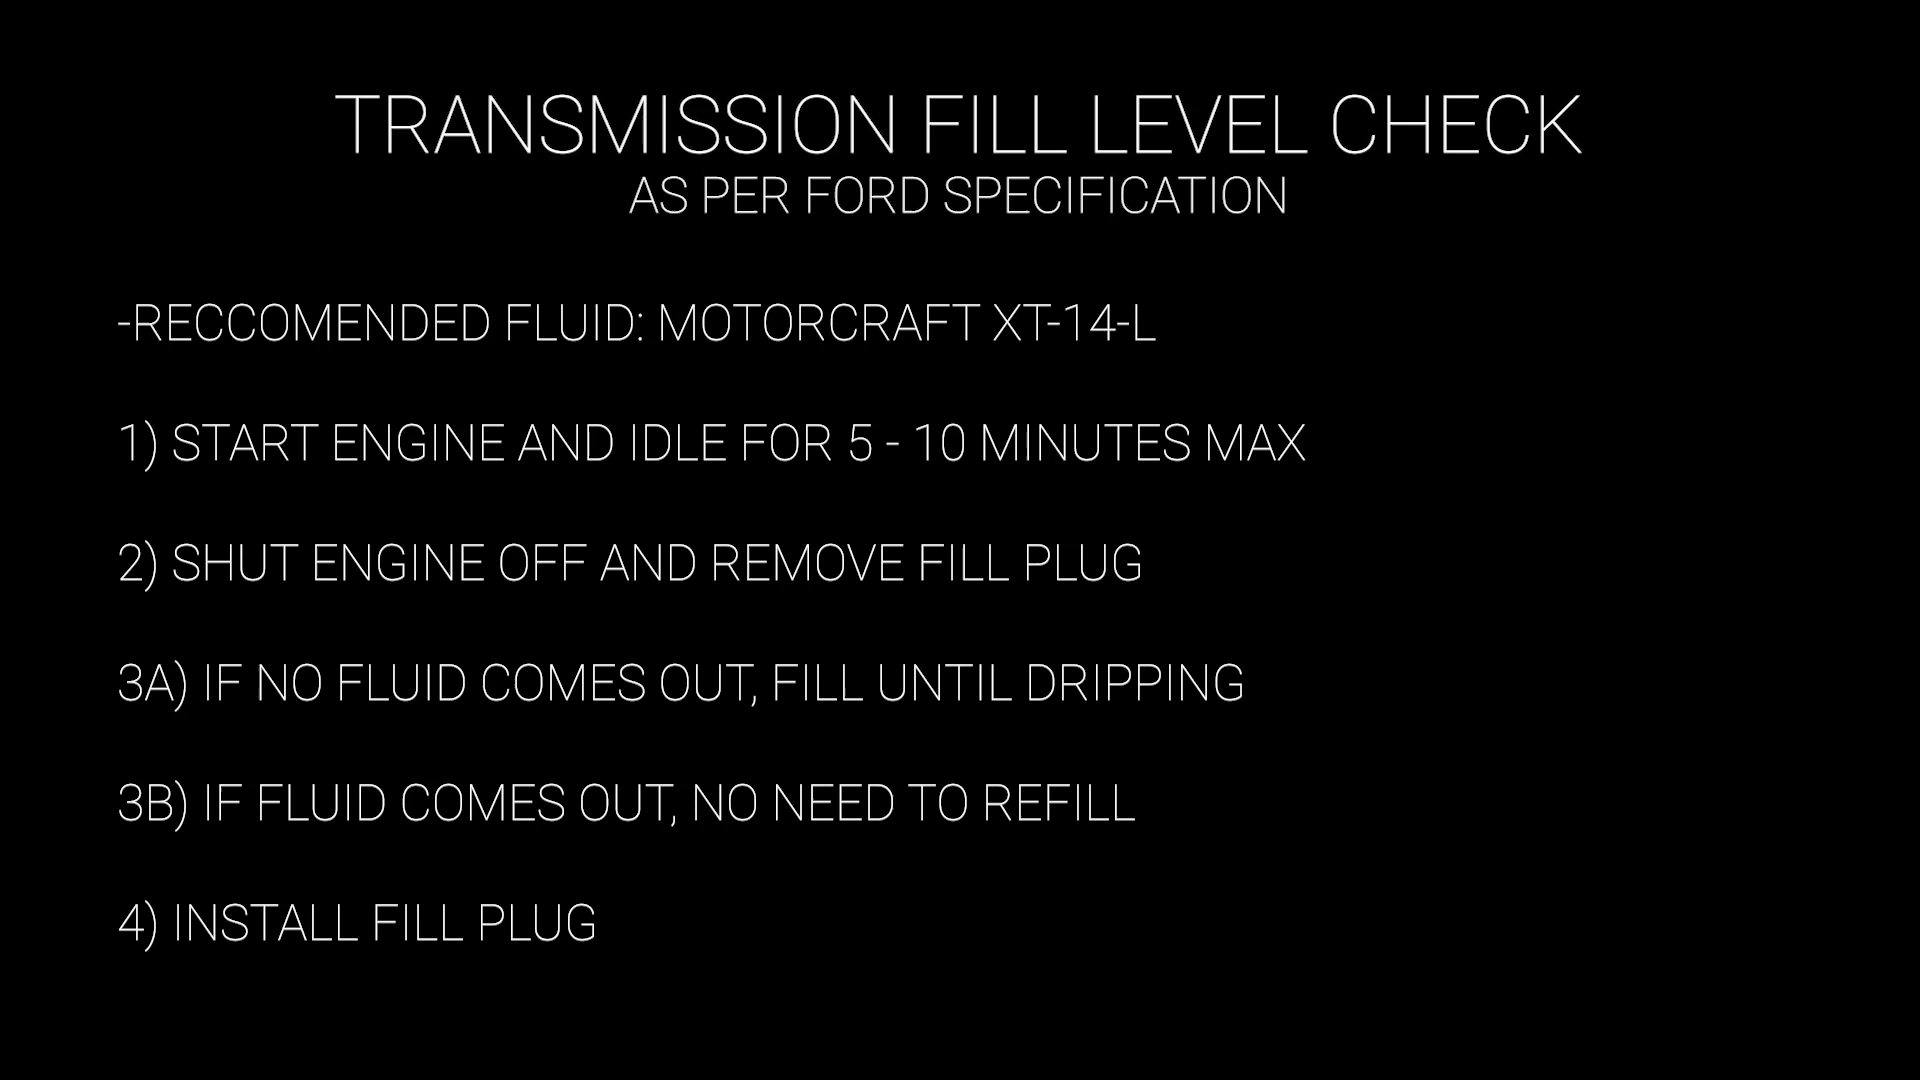 TRANSMISSION FILL LEVEL CHECK
AS PER FORD SPECIFICATION
-RECCOMENDED FLUID: MOTORCRAFT XT-14-L
1) START ENGINE AND IDLE FOR 5 - 10 MINUTES MAX
2) SHUT ENGINE OFF AND REMOVE FILL PLUG
3A) IF NO FLUID COMES OUT, FILL UNTIL DRIPPING
3B) IF FLUID COMES OUT, NO NEED TO REFILL
4) INSTALL FILL PLUG